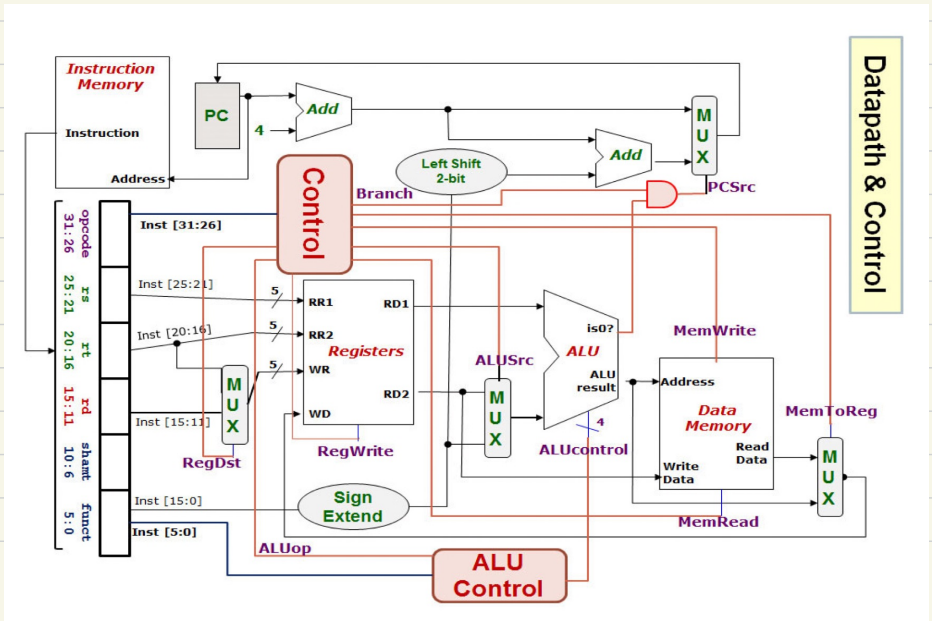 Datapath & Control
Instruction
Memory
Instruction
Address
PC
4
Add
Add
MUX
PCSrc
Left Shift
2-bit
Control
Branch
opcode
31:26
rs
25:21
rt
20:16
rd
15:11
shamt
10:6
funct
5:0
Inst [31:26]
Inst [25:21]
Inst [20:16]
Inst [15:11]
Inst [15:0]
Inst [5:0]
5
5
5
MUX
RegDst
RR1
RR2
WR
WD
Registers
RD1
RD2
RegWrite
Sign
Extend
ALUSrc
MUX
is0?
ALU
ALU
result
4
ALUcontrol
MemWrite
Address
Data
Memory
Read
Data
Write
Data
MemRead
MemToReg
MUX
ALUop
ALU
Control